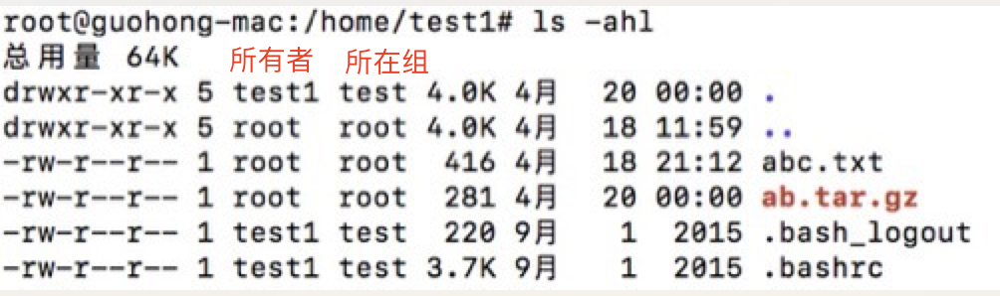 root@guohong-mac:/home/test1# ls -ahl
总用量 64K 所有者 所在组
drwxr-xr-x 5 test1 test 4.0K 4月 20 00:00 .
drwxr-xr-x 5 root root 4.0K 4月 18 11:59 ..
-rw-r--r-- 1 root root 416 4月 18 21:12 abc.txt
-rw-r--r-- 1 root root 281 4月 20 00:00 ab.tar.gz
-rw-r--r-- 1 test1 test 220 9月 1 2015 .bash_logout
-rw-r--r-- 1 test1 test 3.7K 9月 1 2015 .bashrc